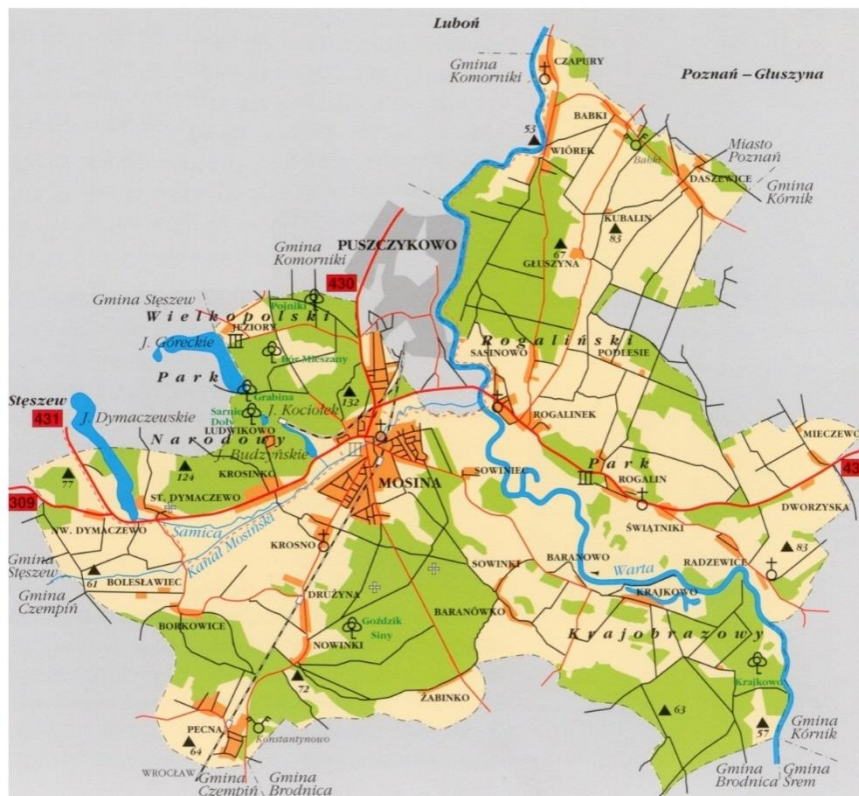 Luboń
Gmina
Komorniki
CZAPURY
Poznań – Głuszyna
BABKI
53
WIÓREK
Babki
Miasto
Poznań
DASZEWICE
Gmina
Kórnik
KUBALIN
83
67
GŁUSZYNA
PUSZCZYKOWO
Gmina
Komorniki
430
Gmina Stęszew
Pojniki
Wielkopolski
JEZIORY
J. Góreckie
Bór Mieszany
Rogaliński
SASINOWO
PODLESIE
Park
Grabina
132
Stęszew
431
J. Dymaczewskie
Sarnie
Doły
J. Kociołek
LUDWIKOWO
Narodowy
J. Budzyńskie
ROGALINEK
MIECZEWO
77
124
KROSINKO
MOSINA
SOWINIEC
Park
ROGALIN
43
309
ST. DYMACZEWO
DWORZYSKA
NW. DYMACZEWO
Samica
Kanał Mosiński
KROSNO
ŚWIĄTNIKI
Gmina
Stęszew
61
BOLESŁAWIEC
SOWINKI
BARANOWO
Warta
RADZEWICE
83
Gmina
Czempiń
DRUŻYNA
BARANÓWKO
KRAJKOWO
BORKOWICE
NOWINKI
Goździk
Siny
Krajobrazowy
72
ŻABINKO
Krajkowo
63
57
PECNA
64
Konstantynowo
Gmina
Kórnik
WROCŁAW
Gmina
Czempiń
Gmina
Brodnica
Gmina
Brodnica
Gmina
Śrem